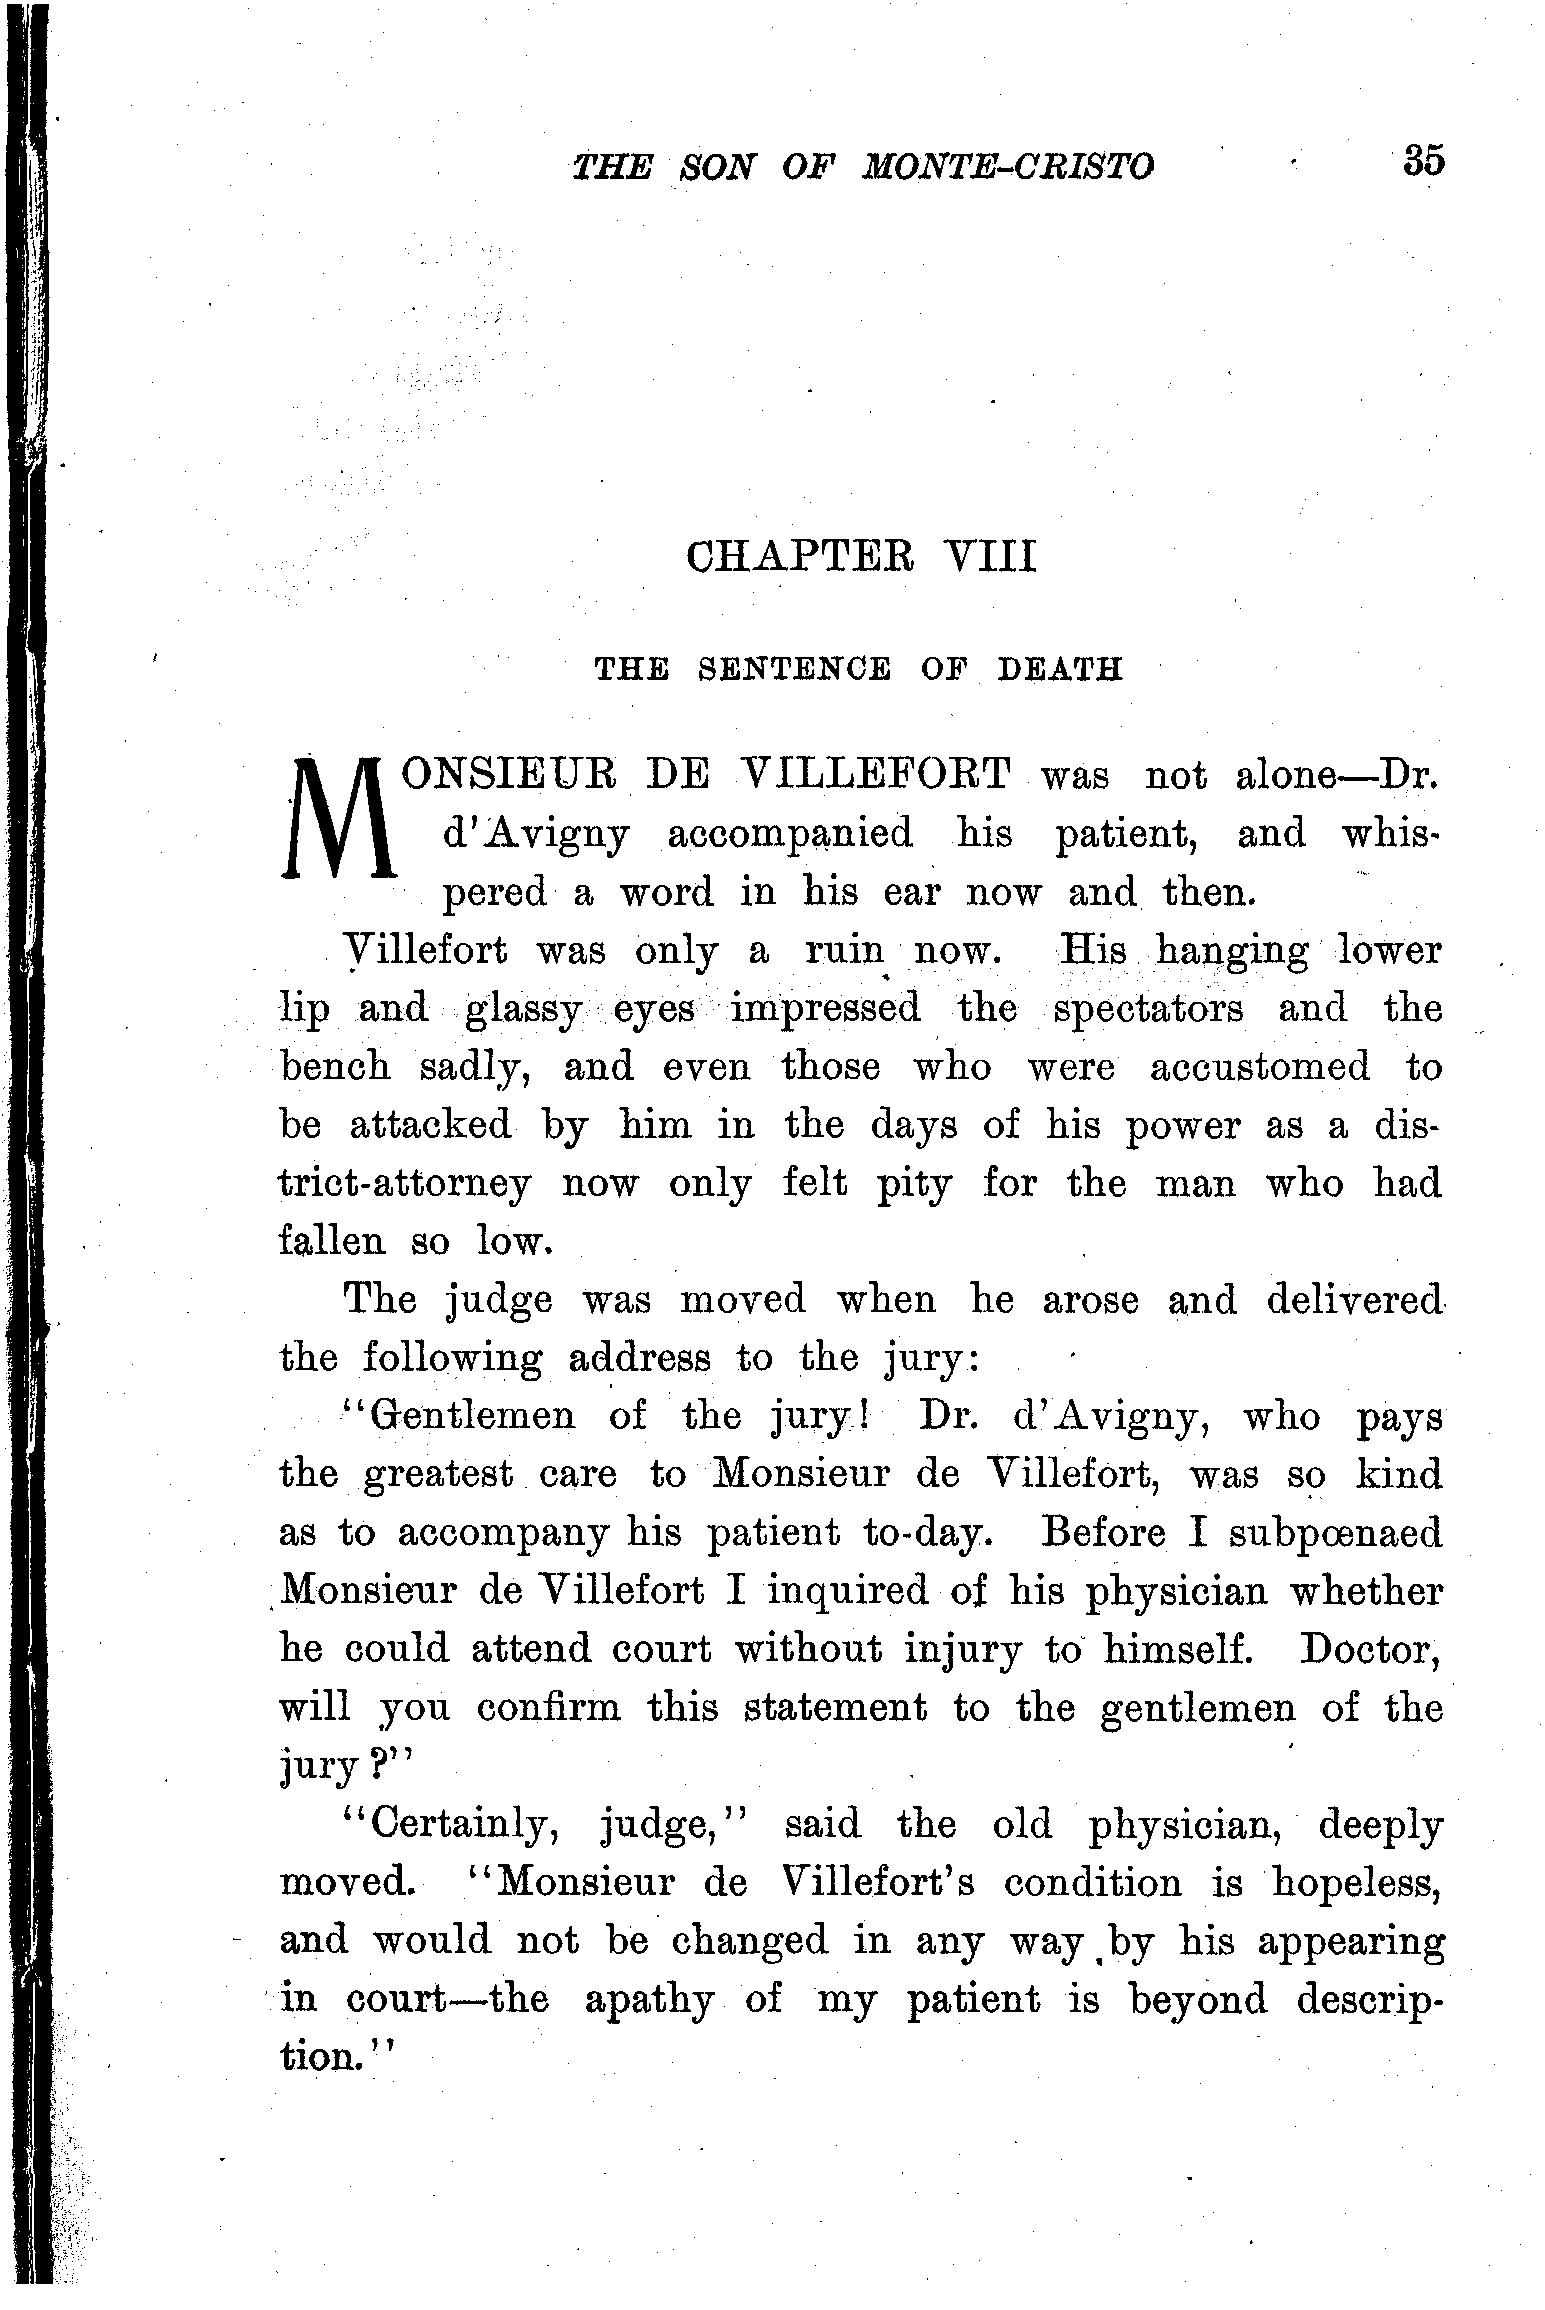 THE SON OF MONTE-CRISTO 35
CHAPTER VIII
THE SENTENCE OF DEATH
MONSIEUR DE VILLEFORT was not alone—Dr.
d'Avigny accompanied his patient, and whis-
pered a word in his ear now and then.
Villefort was only a ruin now. His hanging lower
lip and glassy eyes impressed the spectators and the
bench sadly, and even those who were accustomed to
be attacked by him in the days of his power as a dis-
trict-attorney now only felt pity for the man who had
fallen so low.
The judge was moved when he arose and delivered
the following address to the jury:
"Gentlemen of the jury! Dr. d'Avigny, who pays
the greatest care to Monsieur de Villefort, was so kind
as to accompany his patient to-day. Before I subpœnaed
Monsieur de Villefort I inquired of his physician whether
he could attend court without injury to himself. Doctor,
will you confirm this statement to the gentlemen of the
jury?"
"Certainly, judge," said the old physician, deeply
moved. "Monsieur de Villefort's condition is hopeless,
and would not be changed in any way by his appearing
in court—the apathy of my patient is beyond descrip-
tion."